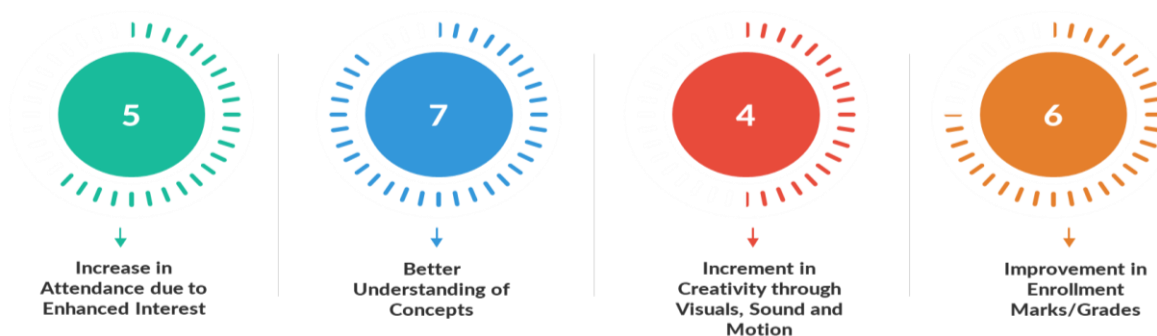 5
Increase in
Attendance due to
Enhanced Interest
7
Better
Understanding of
Concepts
4
Increment in
Creativity through
Visuals, Sound and
Motion
6
Improvement in
Enrollment
Marks/Grades